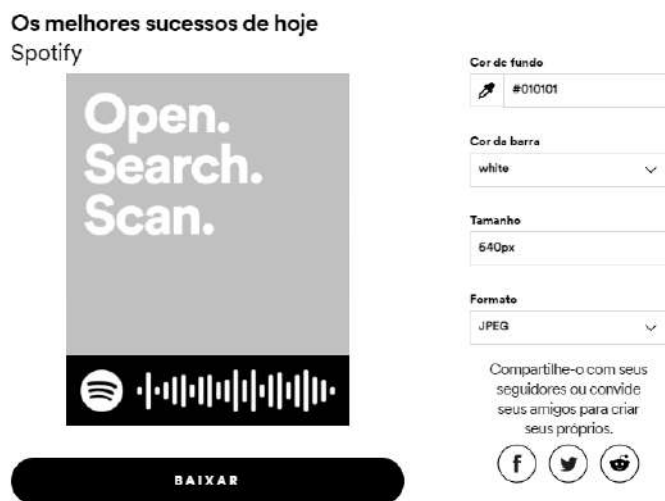 Os melhores sucessos de hoje
Spotify
Open.
Search.
Scan.
BAIXAR
Cor de fundo
#010101
Cor da barra
white
Tamanho
640px
Formato
JPEG
Compartilhe-o com seus
seguidores ou convide
seus amigos para criar
seus próprios.